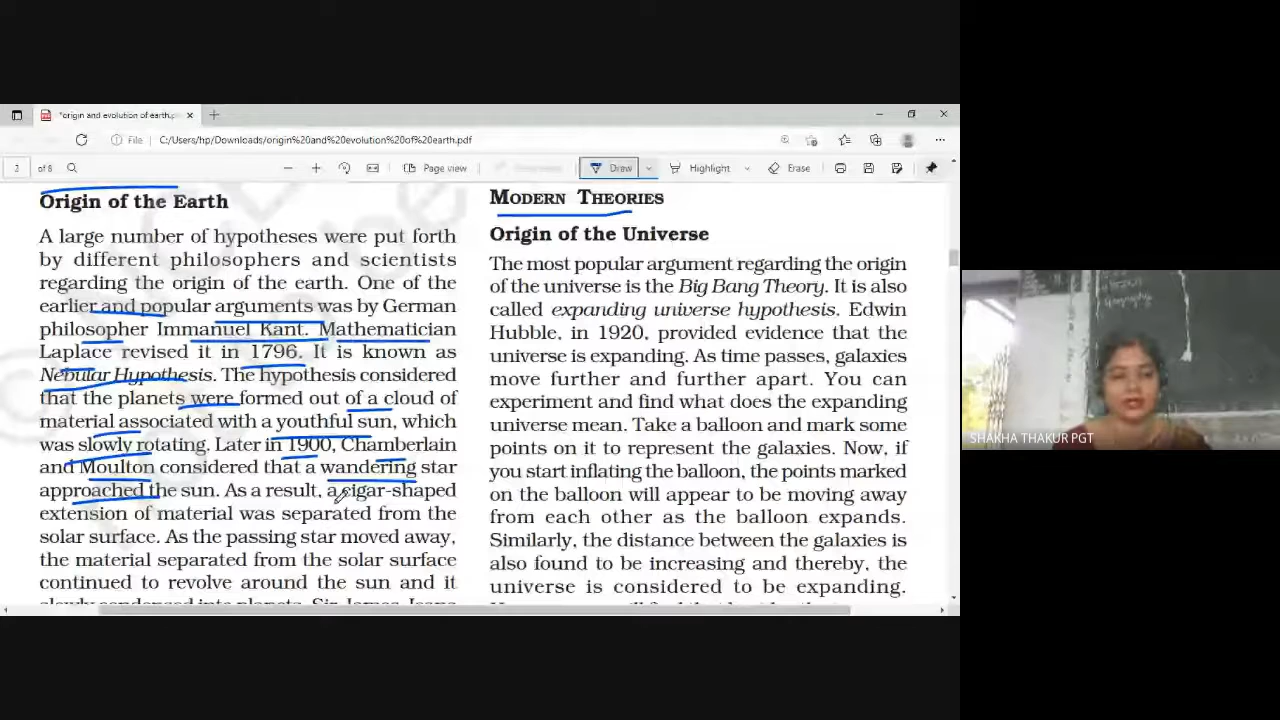 *origin and evolution of earth.p
File
C:/Users/hp/Downloads/origin%20and%20evolution%20of%20earth.pdf
of 8
Page view
Draw
Highlight
Erase
Origin of the Earth
A large number of hypotheses were put forth
by different philosophers and scientists
regarding the origin of the earth. One of the
earlier and popular arguments was by German
philosopher Immanuel Kant. Mathematician
Laplace revised it in 1796. It is known as
Nebular Hypothesis. The hypothesis considered
that the planets were formed out of a cloud of
material associated with a youthful sun, which
was slowly rotating. Later in 1900, Chamberlain
and Moulton considered that a wandering star
approached the sun. As a result, a cigar-shaped
extension of material was separated from the
solar surface. As the passing star moved away,
the material separated from the solar surface
continued to revolve around the sun and it
slowly condensed into planets. Sir James Jeans
MODERN THEORIES
Origin of the Universe
The most popular argument regarding the origin
of the universe is the Big Bang Theory. It is also
called expanding universe hypothesis. Edwin
Hubble, in 1920, provided evidence that the
universe is expanding. As time passes, galaxies
move further and further apart. You can
experiment and find what does the expanding
universe mean. Take a balloon and mark some
points on it to represent the galaxies. Now, if
you start inflating the balloon, the points marked
on the balloon will appear to be moving away
from each other as the balloon expands.
Similarly, the distance between the galaxies is
also found to be increasing and thereby, the
universe is considered to be expanding.
SHAKHA THAKUR PGT